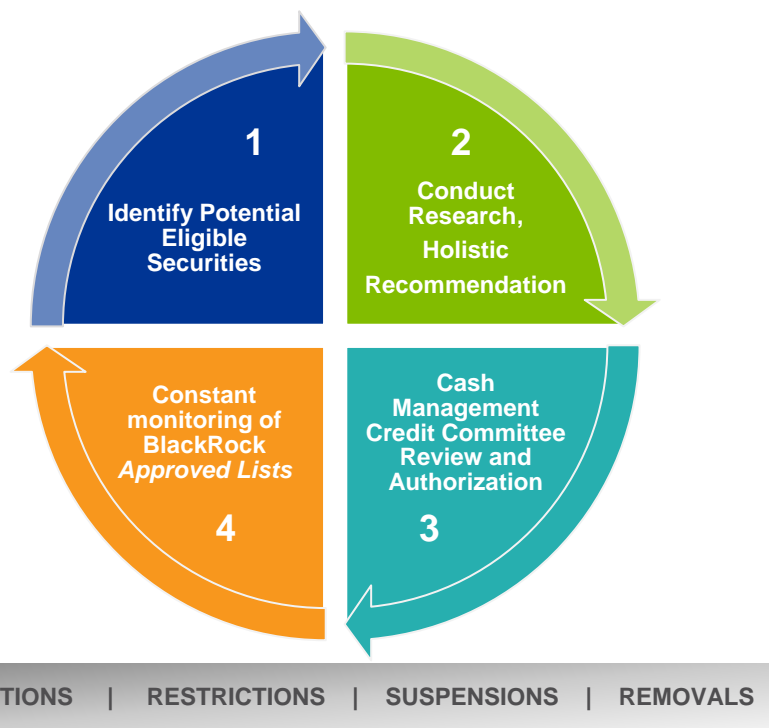 1
Identify Potential
Eligible
Securities
2
Conduct
Research,
Holistic
Recommendation
Cash
Management
Credit Committee
Review and
Authorization
3
Constant
monitoring of
BlackRock
Approved Lists
4
TIONS | RESTRICTIONS | SUSPENSIONS | REMOVALS